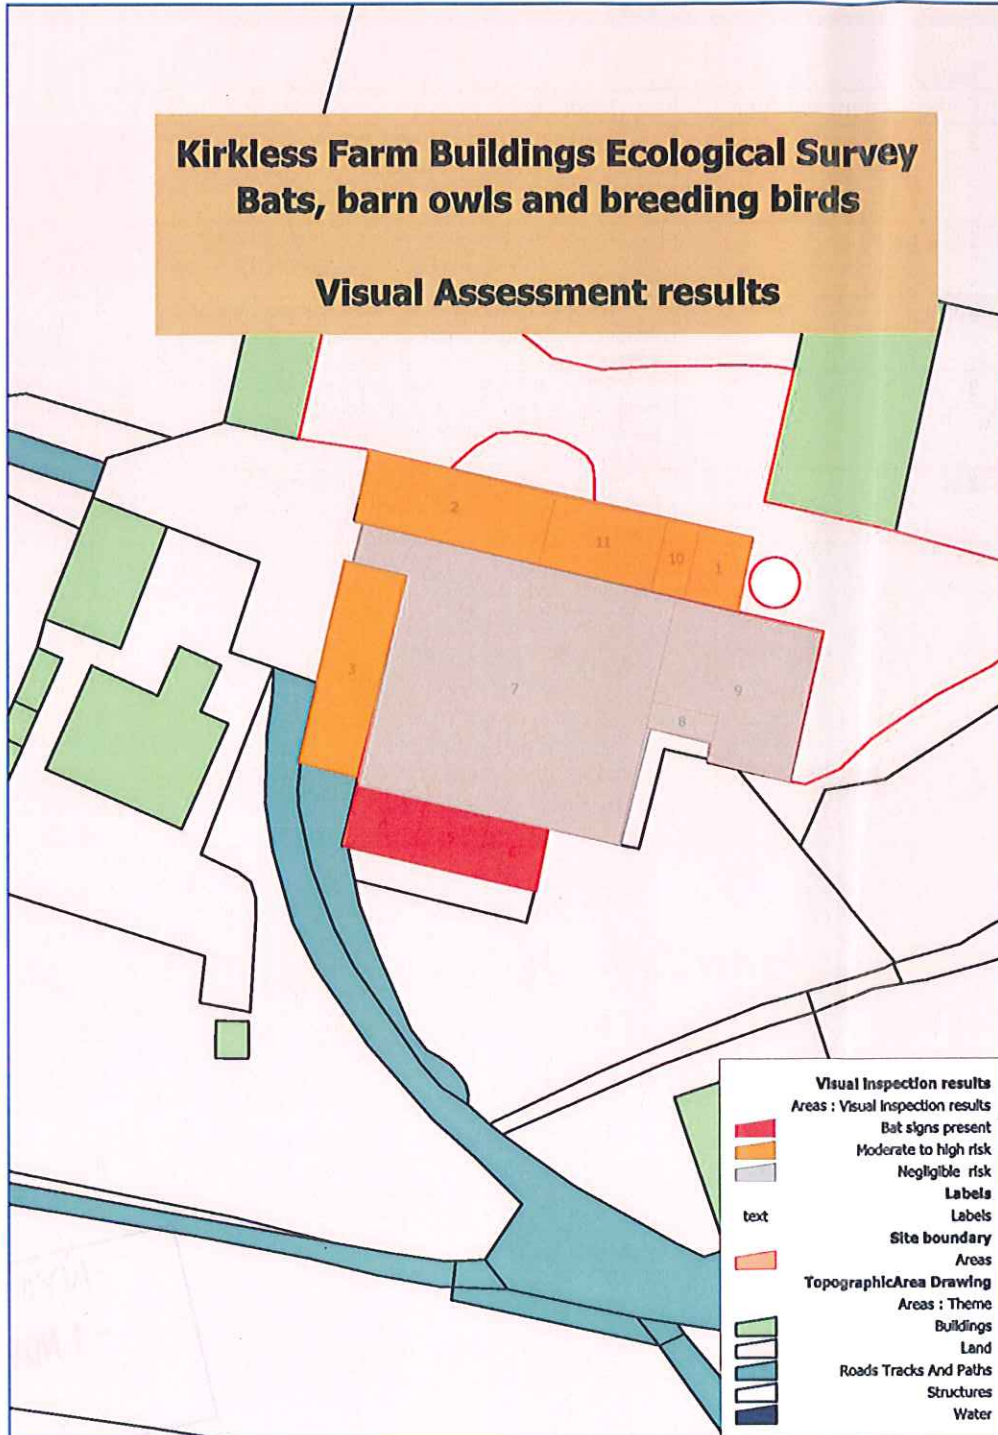 Kirkless Farm Buildings Ecological Survey
Bats, barn owls and breeding birds
Visual Assessment results
2
11
10
1
3
7
9
8
4
5
6
Visual Inspection results
Areas : Visual Inspection results
Bat signs present
Moderate to high risk
Negligible risk
Labels
text Labels
Site boundary
Areas
TopographicArea Drawing
Areas : Theme
Buildings
Land
Roads Tracks And Paths
Structures
Water